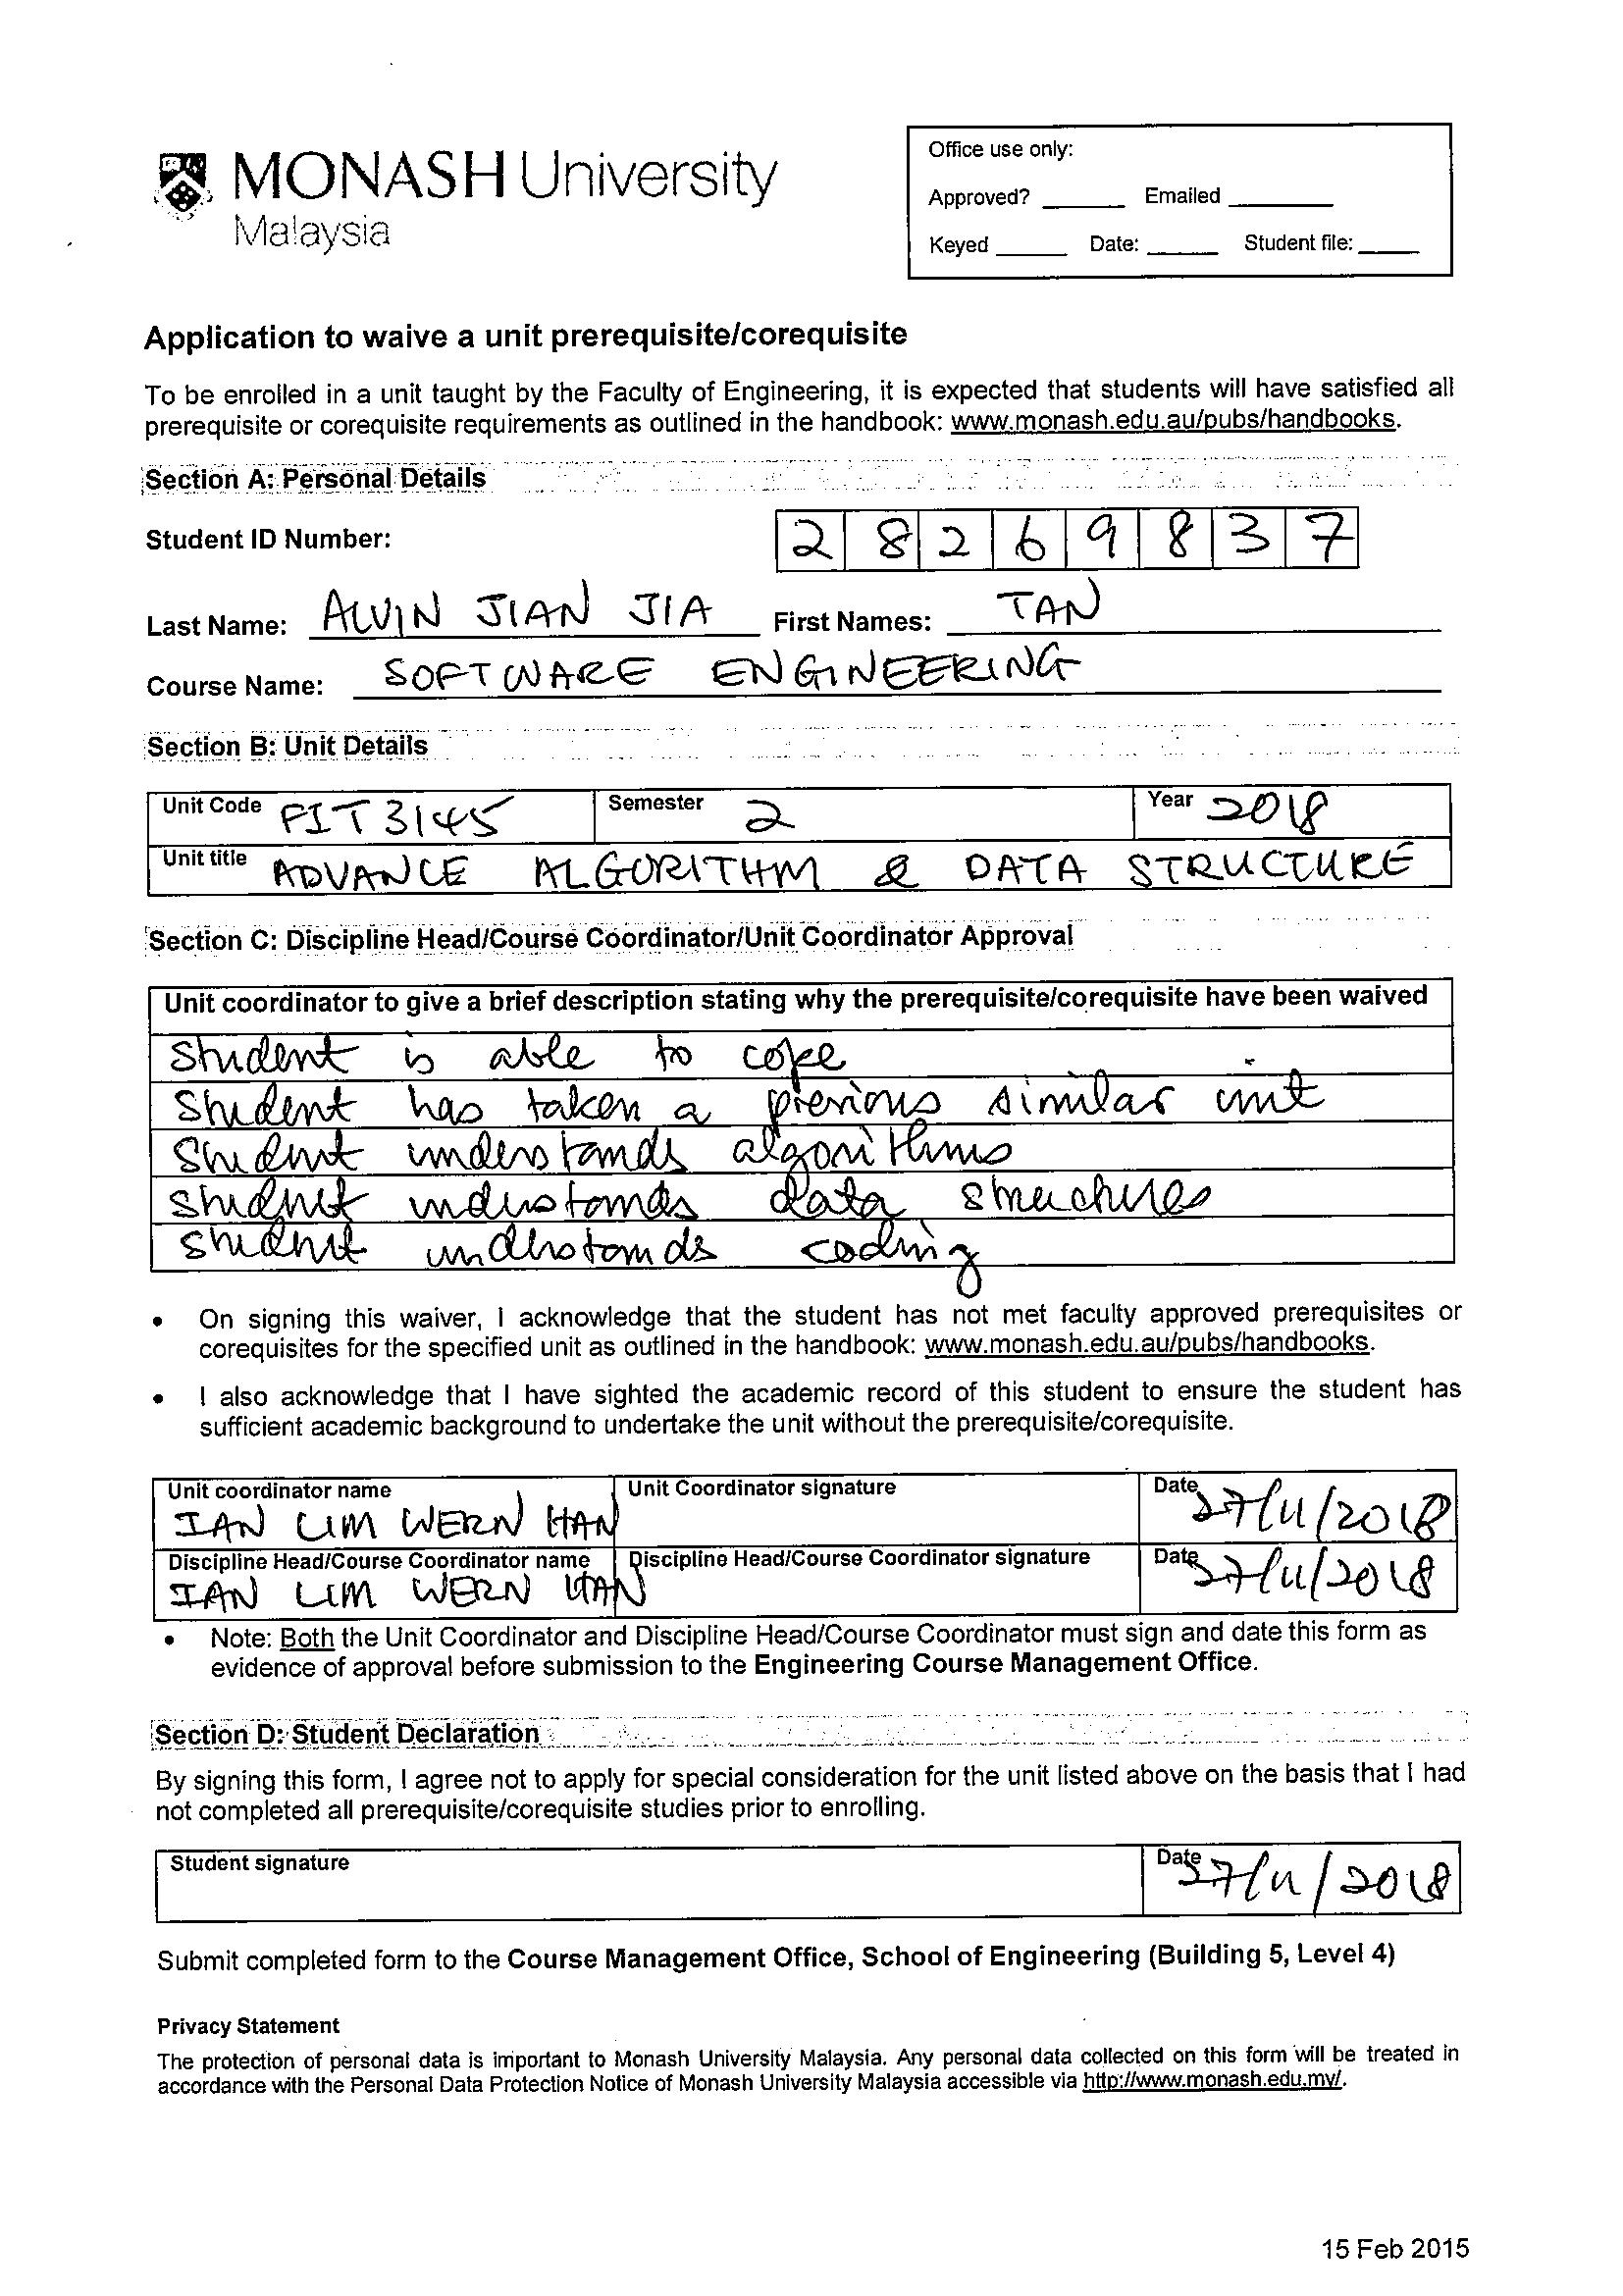 MONASH University
Malaysia
Office use only:
Approved? ______ Emailed ______
Keyed ______ Date: ______ Student file: ______
Application to waive a unit prerequisite/corequisite
To be enrolled in a unit taught by the Faculty of Engineering, it is expected that students will have satisfied all
prerequisite or corequisite requirements as outlined in the handbook: www.monash.edu.au/pubs/handbooks.
Section A: Personal Details
Student ID Number: 2 8 2 6 9 8 3 7
Last Name: ALVIN JIAN JIA First Names: TAN
Course Name: SOFTWARE ENGINEERING
Section B: Unit Details
Unit Code FIT3145 Semester 2 Year 2018
Unit title ADVANCE ALGORITHM & DATA STRUCTURE
Section C: Discipline Head/Course Coordinator/Unit Coordinator Approval
Unit coordinator to give a brief description stating why the prerequisite/corequisite have been waived
Student is able to cope
Student has taken a previous similar unit
Student understands algorithms
student understands data structures
student understands coding
• On signing this waiver, I acknowledge that the student has not met faculty approved prerequisites or
corequisites for the specified unit as outlined in the handbook: www.monash.edu.au/pubs/handbooks.
• I also acknowledge that I have sighted the academic record of this student to ensure the student has
sufficient academic background to undertake the unit without the prerequisite/corequisite.
Unit coordinator name Unit Coordinator signature Date
IAN LIM WERN HAN 27/11/2018
Discipline Head/Course Coordinator name Discipline Head/Course Coordinator signature Date
IAN LIM WERN HAN 27/11/2018
• Note: Both the Unit Coordinator and Discipline Head/Course Coordinator must sign and date this form as
evidence of approval before submission to the Engineering Course Management Office.
Section D: Student Declaration
By signing this form, I agree not to apply for special consideration for the unit listed above on the basis that I had
not completed all prerequisite/corequisite studies prior to enrolling.
Student signature Date 27/11/2018
Submit completed form to the Course Management Office, School of Engineering (Building 5, Level 4)
Privacy Statement
The protection of personal data is important to Monash University Malaysia. Any personal data collected on this form will be treated in
accordance with the Personal Data Protection Notice of Monash University Malaysia accessible via http://www.monash.edu.my/.
15 Feb 2015